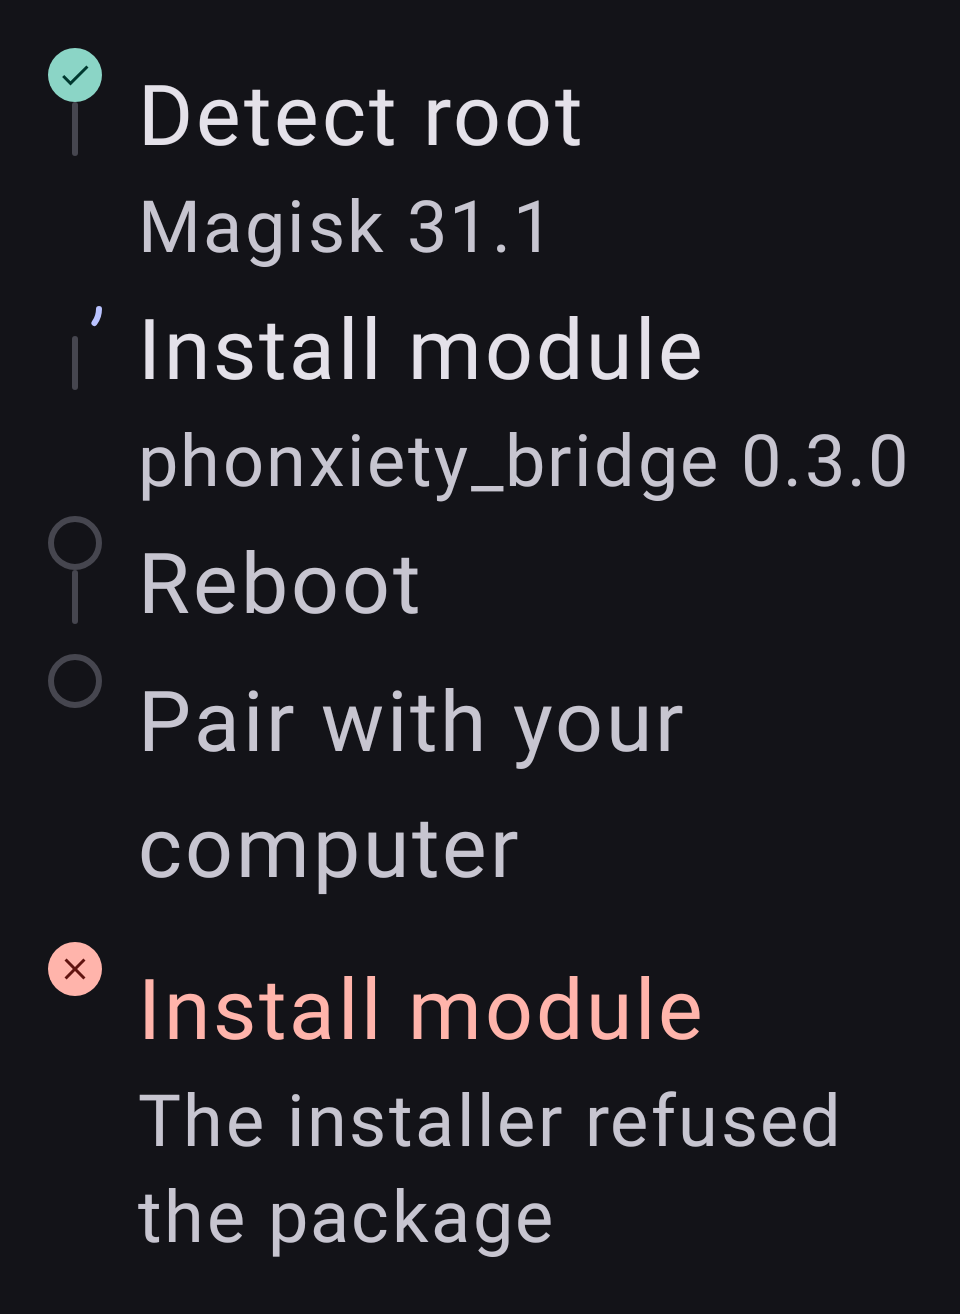 Detect root
Magisk 31.1
Install module
phonxiety_bridge 0.3.0
Reboot
Pair with your
computer
Install module
The installer refused
the package